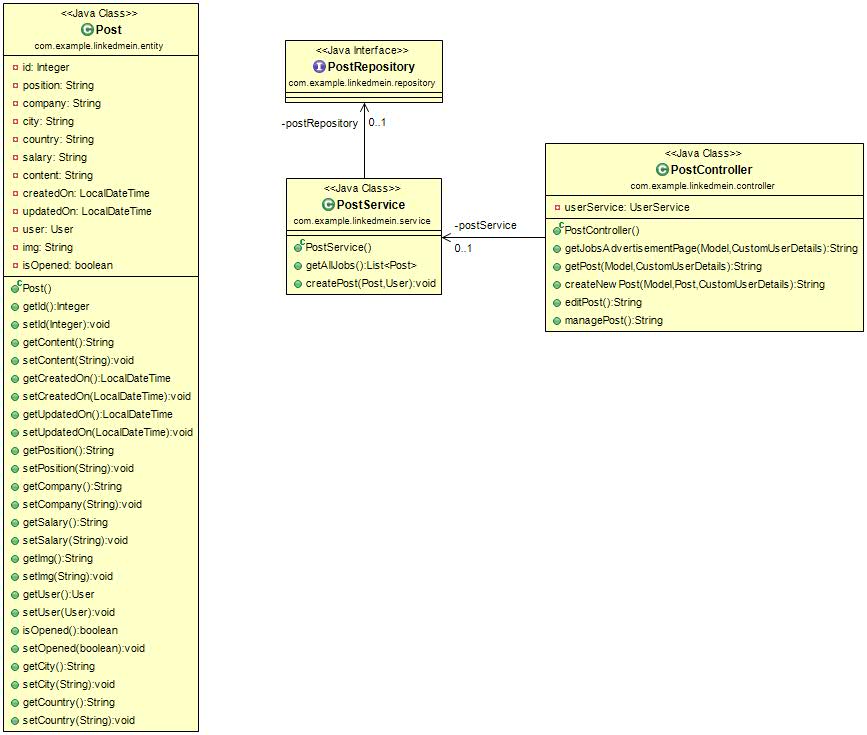 <<Java Class>>
Post
com.example.linkedmein.entity
id: Integer
position: String
company: String
city: String
country: String
salary: String
content: String
createdOn: LocalDateTime
updatedOn: LocalDateTime
user: User
img: String
isOpened: boolean
Post()
getId():Integer
setId(Integer):void
getContent():String
setContent(String):void
getCreatedOn():LocalDateTime
setCreatedOn(LocalDateTime):void
getUpdatedOn():LocalDateTime
setUpdatedOn(LocalDateTime):void
getPosition():String
setPosition(String):void
getCompany():String
setCompany(String):void
getSalary():String
setSalary(String):void
getImg():String
setImg(String):void
getUser():User
setUser(User):void
isOpened():boolean
setOpened(boolean):void
getCity():String
setCity(String):void
getCountry():String
setCountry(String):void
<<Java Interface>>
PostRepository
com.example.linkedmein.repository
-postRepository 0..1
<<Java Class>>
PostService
com.example.linkedmein.service
PostService()
getAllJobs():List<Post>
createPost(Post,User):void
-postService
0..1
<<Java Class>>
PostController
com.example.linkedmein.controller
userService: UserService
PostController()
getJobsAdvertisementPage(Model,CustomUserDetails):String
getPost(Model,CustomUserDetails):String
createNewPost(Model,Post,CustomUserDetails):String
editPost():String
managePost():String